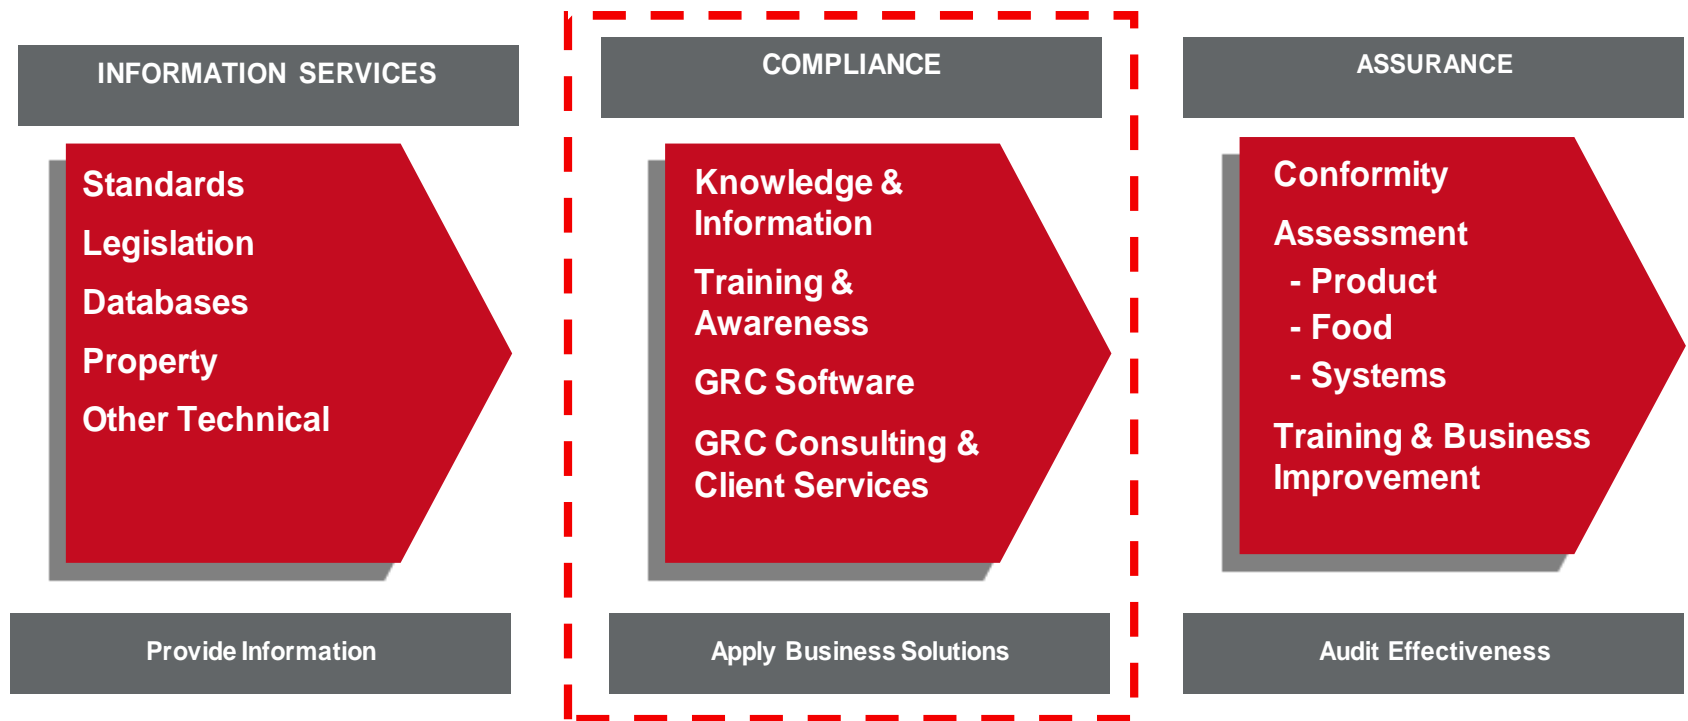 INFORMATION SERVICES
Standards
Legislation
Databases
Property
Other Technical
Provide Information
COMPLIANCE
Knowledge &
Information
Training &
Awareness
GRC Software
GRC Consulting &
Client Services
Apply Business Solutions
ASSURANCE
Conformity
Assessment
- Product
- Food
- Systems
Training & Business
Improvement
Audit Effectiveness